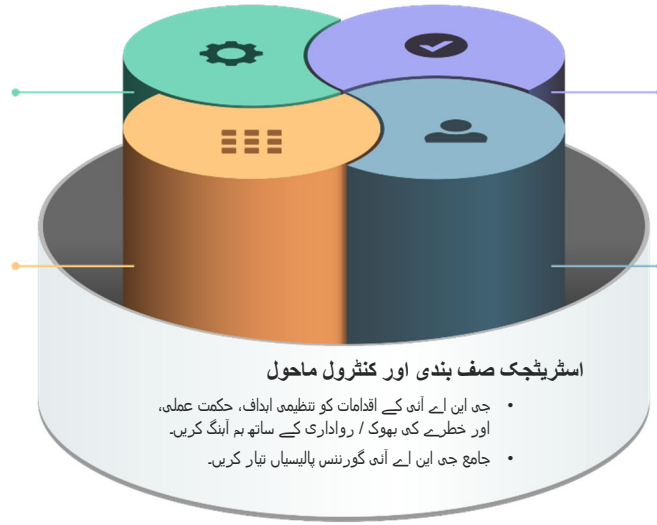 اسٹریٹجک صف بندی اور کنٹرول ماحول
• جی این اے آئی کے اقدامات کو تنظیمی اہداف، حکمت عملی،
اور خطرے کی بھوک / رواداری کے ساتھ ہم آہنگ کریں۔
• جامع جی این اے آئی گورننس پالیسیاں تیار کریں۔